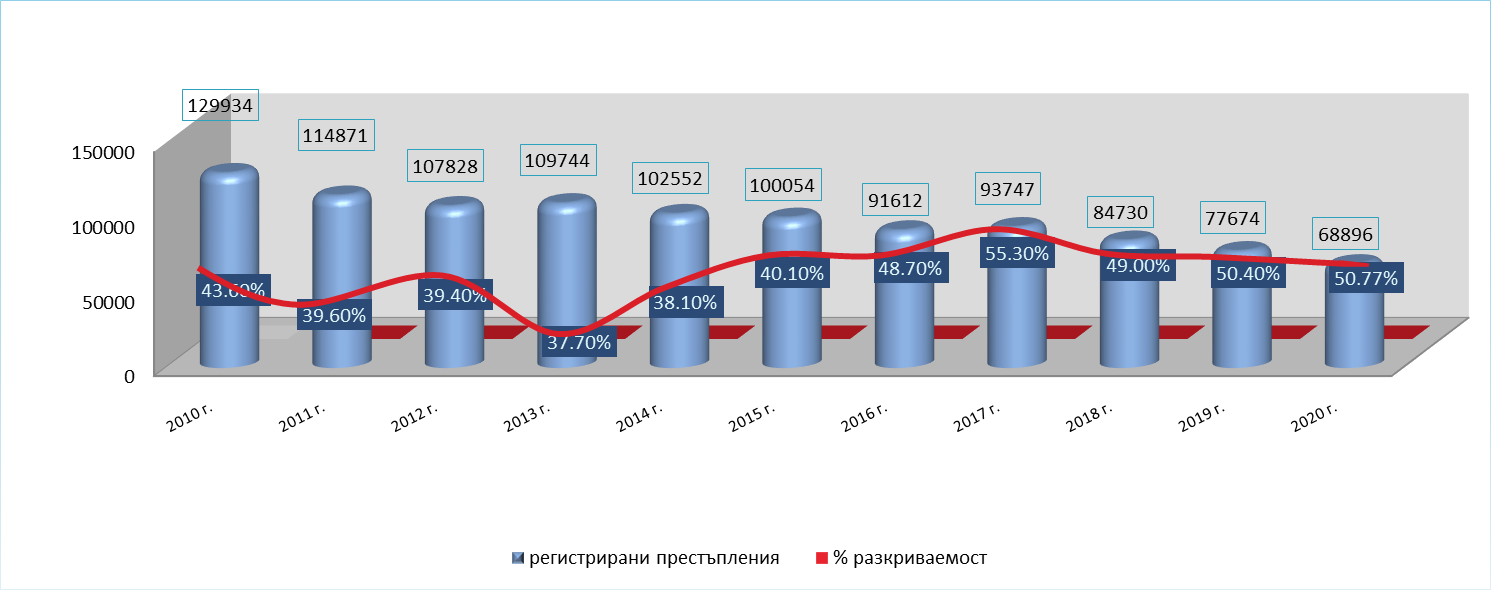 129934
114871
107828
109744
102552
100054
91612
93747
84730
77674
68896
150000
100000
50000
0
43.60%
39.60%
39.40%
37.70%
38.10%
40.10%
48.70%
55.30%
49.00%
50.40%
50.77%
2010 г.
2011 г.
2012 г.
2013 г.
2014 г.
2015 г.
2016 г.
2017 г.
2018 г.
2019 г.
2020 г.
регистрирани престъпления
% разкриваемост